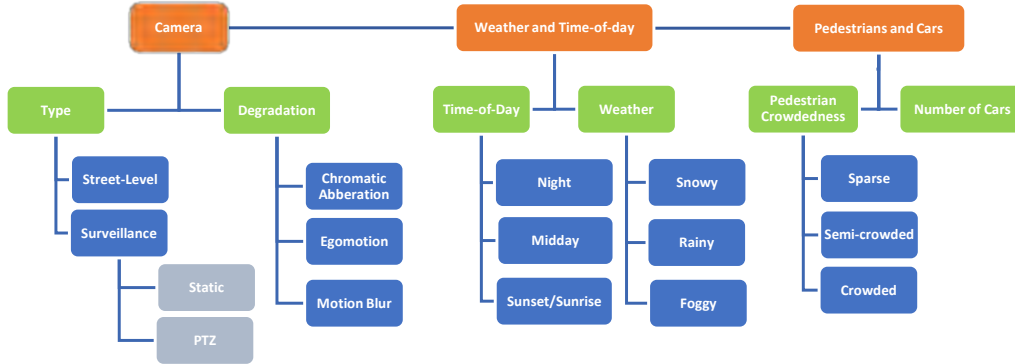 Camera
Weather and Time-of-day
Pedestrians and Cars
Type
Degradation
Time-of-Day
Weather
Pedestrian
Crowdedness
Number of Cars
Street-Level
Surveillance
Static
PTZ
Chromatic
Abberation
Egomotion
Motion Blur
Night
Midday
Sunset/Sunrise
Snowy
Rainy
Foggy
Sparse
Semi-crowded
Crowded